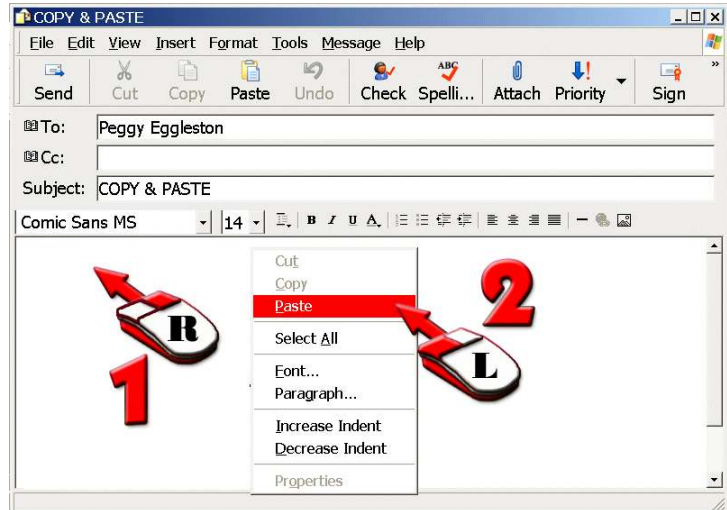 COPY & PASTE
File Edit View Insert Format Tools Message Help
Send Cut Copy Paste Undo Check Spelli... Attach Priority Sign
ABC
To: Peggy Eggleston
Cc:
Subject: COPY & PASTE
Comic Sans MS 14 B I U A
Cut
Copy
Paste
Select All
Font...
Paragraph...
Increase Indent
Decrease Indent
Properties
R
1
2
L